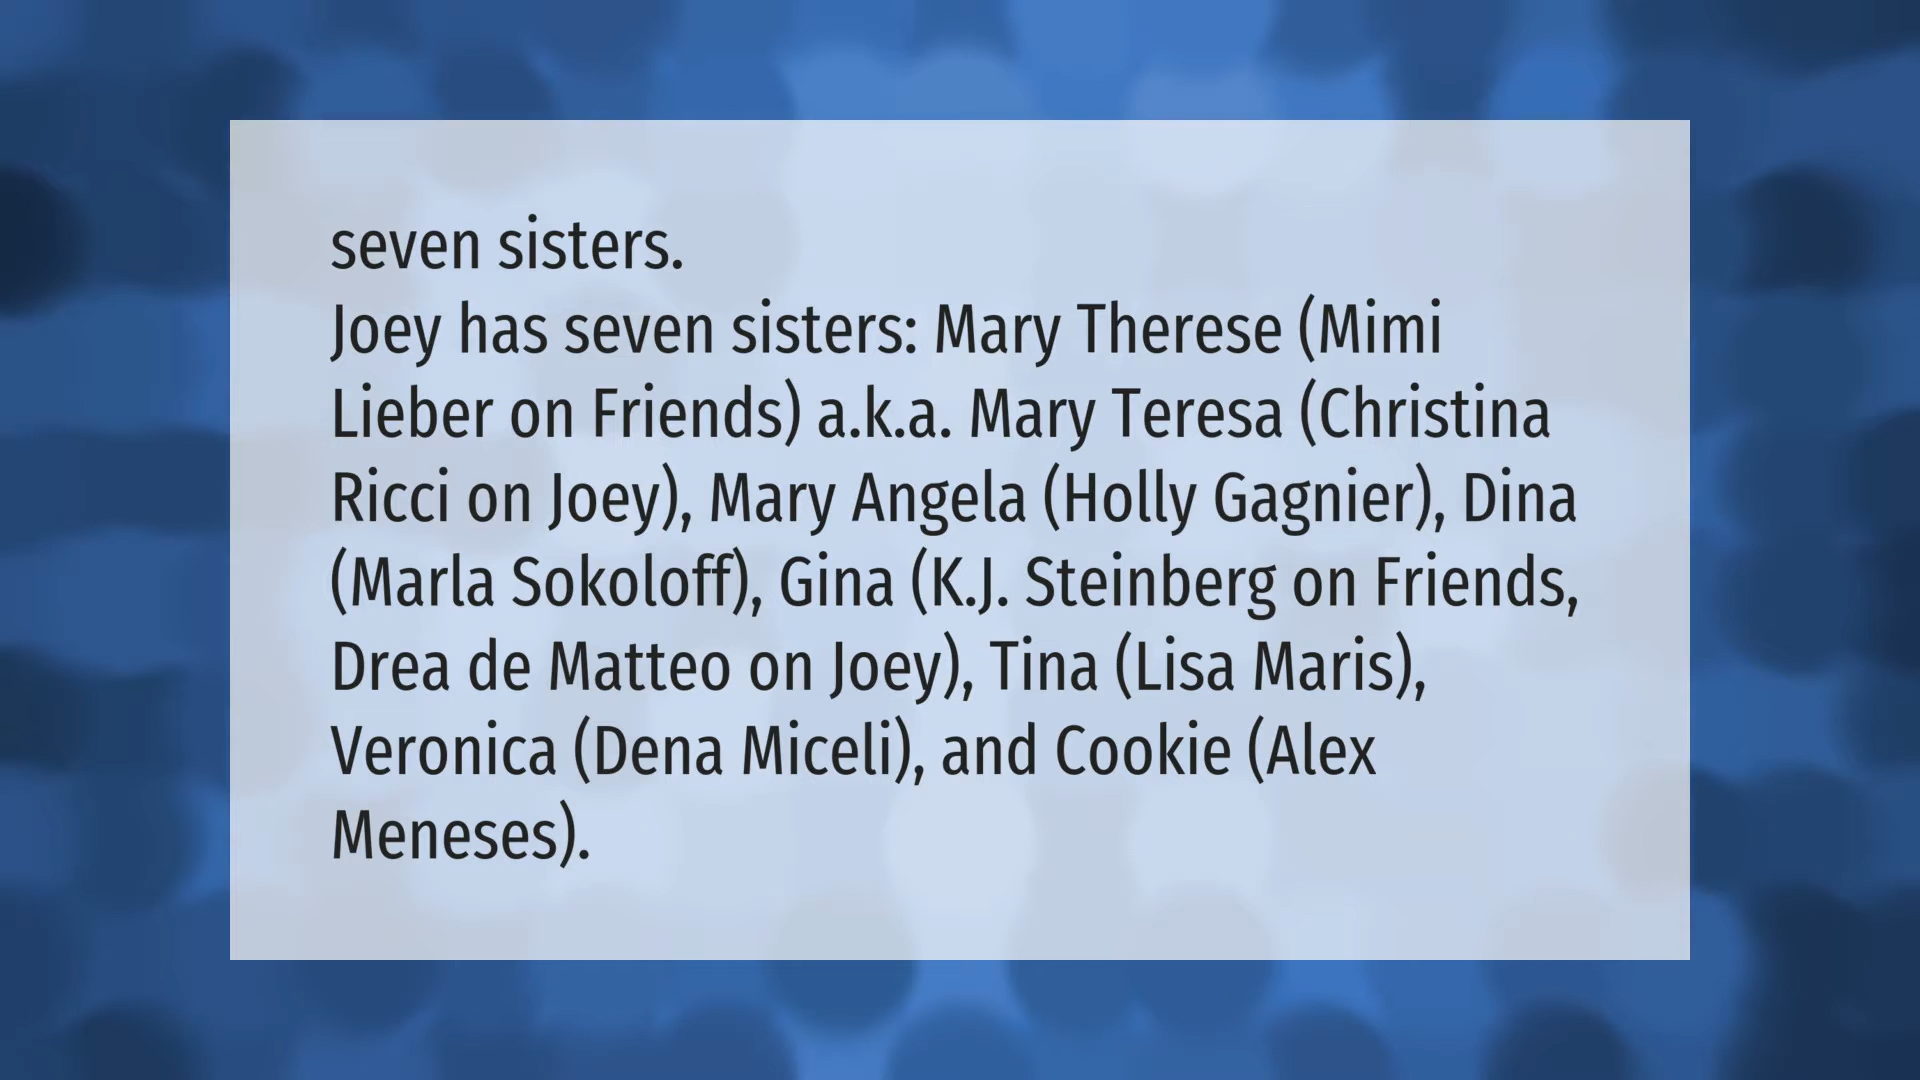 seven sisters.
Joey has seven sisters: Mary Therese (Mimi
Lieber on Friends) a.k.a. Mary Teresa (Christina
Ricci on Joey), Mary Angela (Holly Gagnier), Dina
(Marla Sokoloff), Gina (K.J. Steinberg on Friends,
Drea de Matteo on Joey), Tina (Lisa Maris),
Veronica (Dena Miceli), and Cookie (Alex
Meneses).